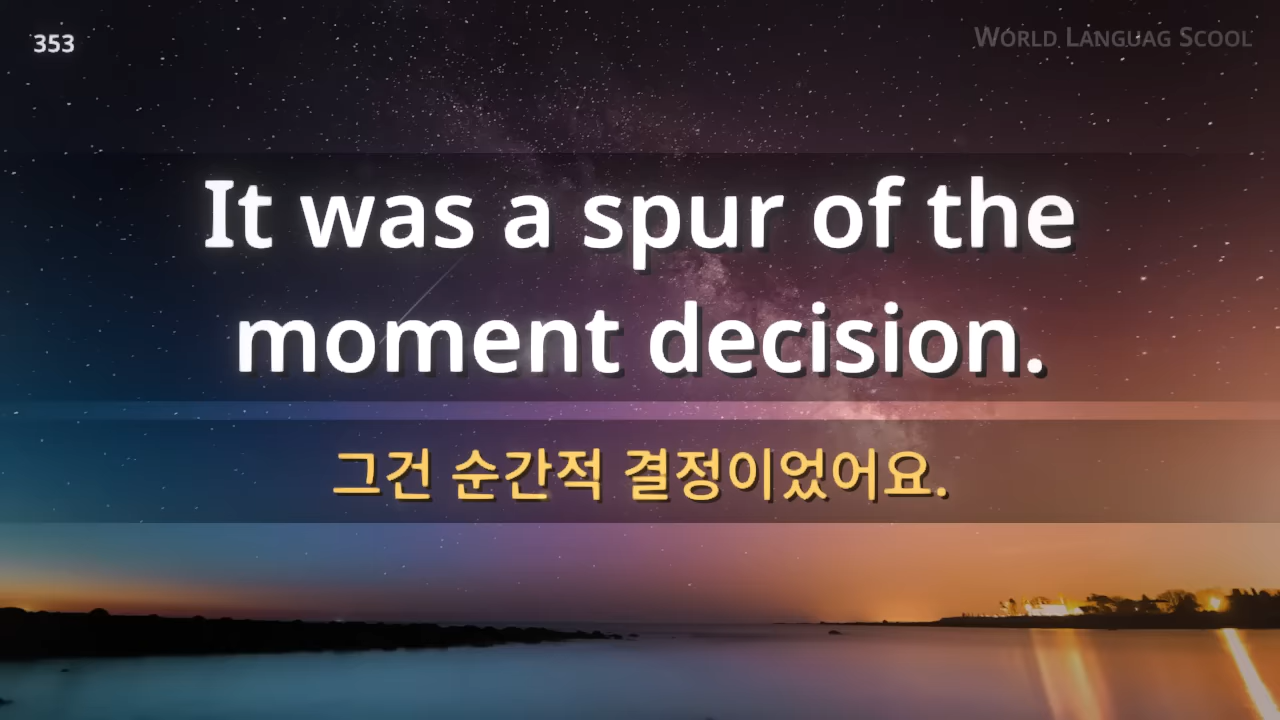 353
World Languag Scool
It was a spur of the
moment decision.
그건 순간적 결정이었어요.